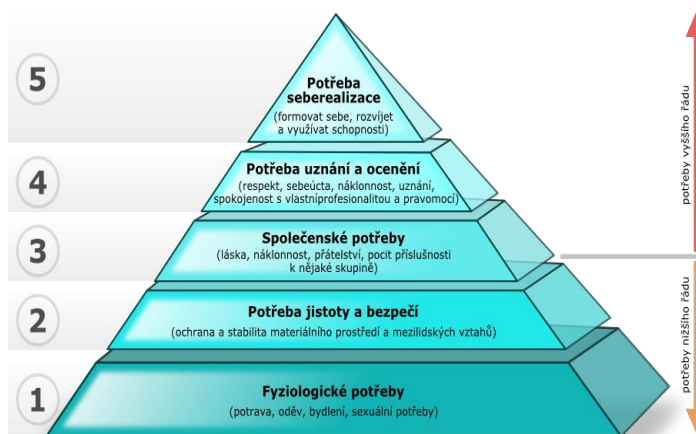 5
Potřeba
seberealizace
(formovat sebe, rozvíjet
a využívat schopnosti)
4
Potřeba uznání a ocenění
(respekt, sebeúcta, náklonnost, uznání,
spokojenost s vlastníprofesionalitou a pravomocí)
3
Společenské potřeby
(láska, náklonnost, přátelství, pocit příslušnosti
k nějaké skupině)
2
Potřeba jistoty a bezpečí
(ochrana a stabilita materiálního prostředí a mezilidských vztahů)
1
Fyziologické potřeby
(potrava, oděv, bydlení, sexuální potřeby)
potřeby vyššího řádu
potřeby nižšího řádu